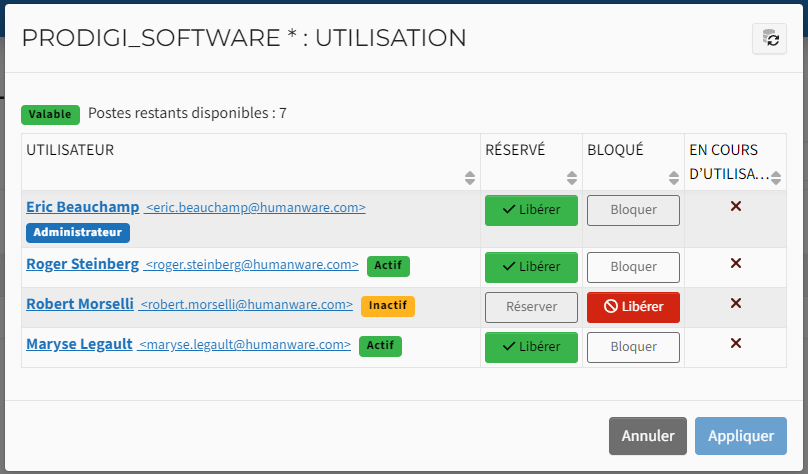 PRODIGI_SOFTWARE * : UTILISATION
Valable Postes restants disponibles : 7
UTILISATEUR RÉSERVÉ BLOQUÉ EN COURS
D'UTILISA...
Eric Beauchamp <eric.beauchamp@humanware.com> Libérer Bloquer
Administrateur
Roger Steinberg <roger.steinberg@humanware.com> Actif Libérer Bloquer
Robert Morselli <robert.morselli@humanware.com> Inactif Réserver Libérer
Maryse Legault <maryse.legault@humanware.com> Actif Libérer Bloquer
Annuler Appliquer